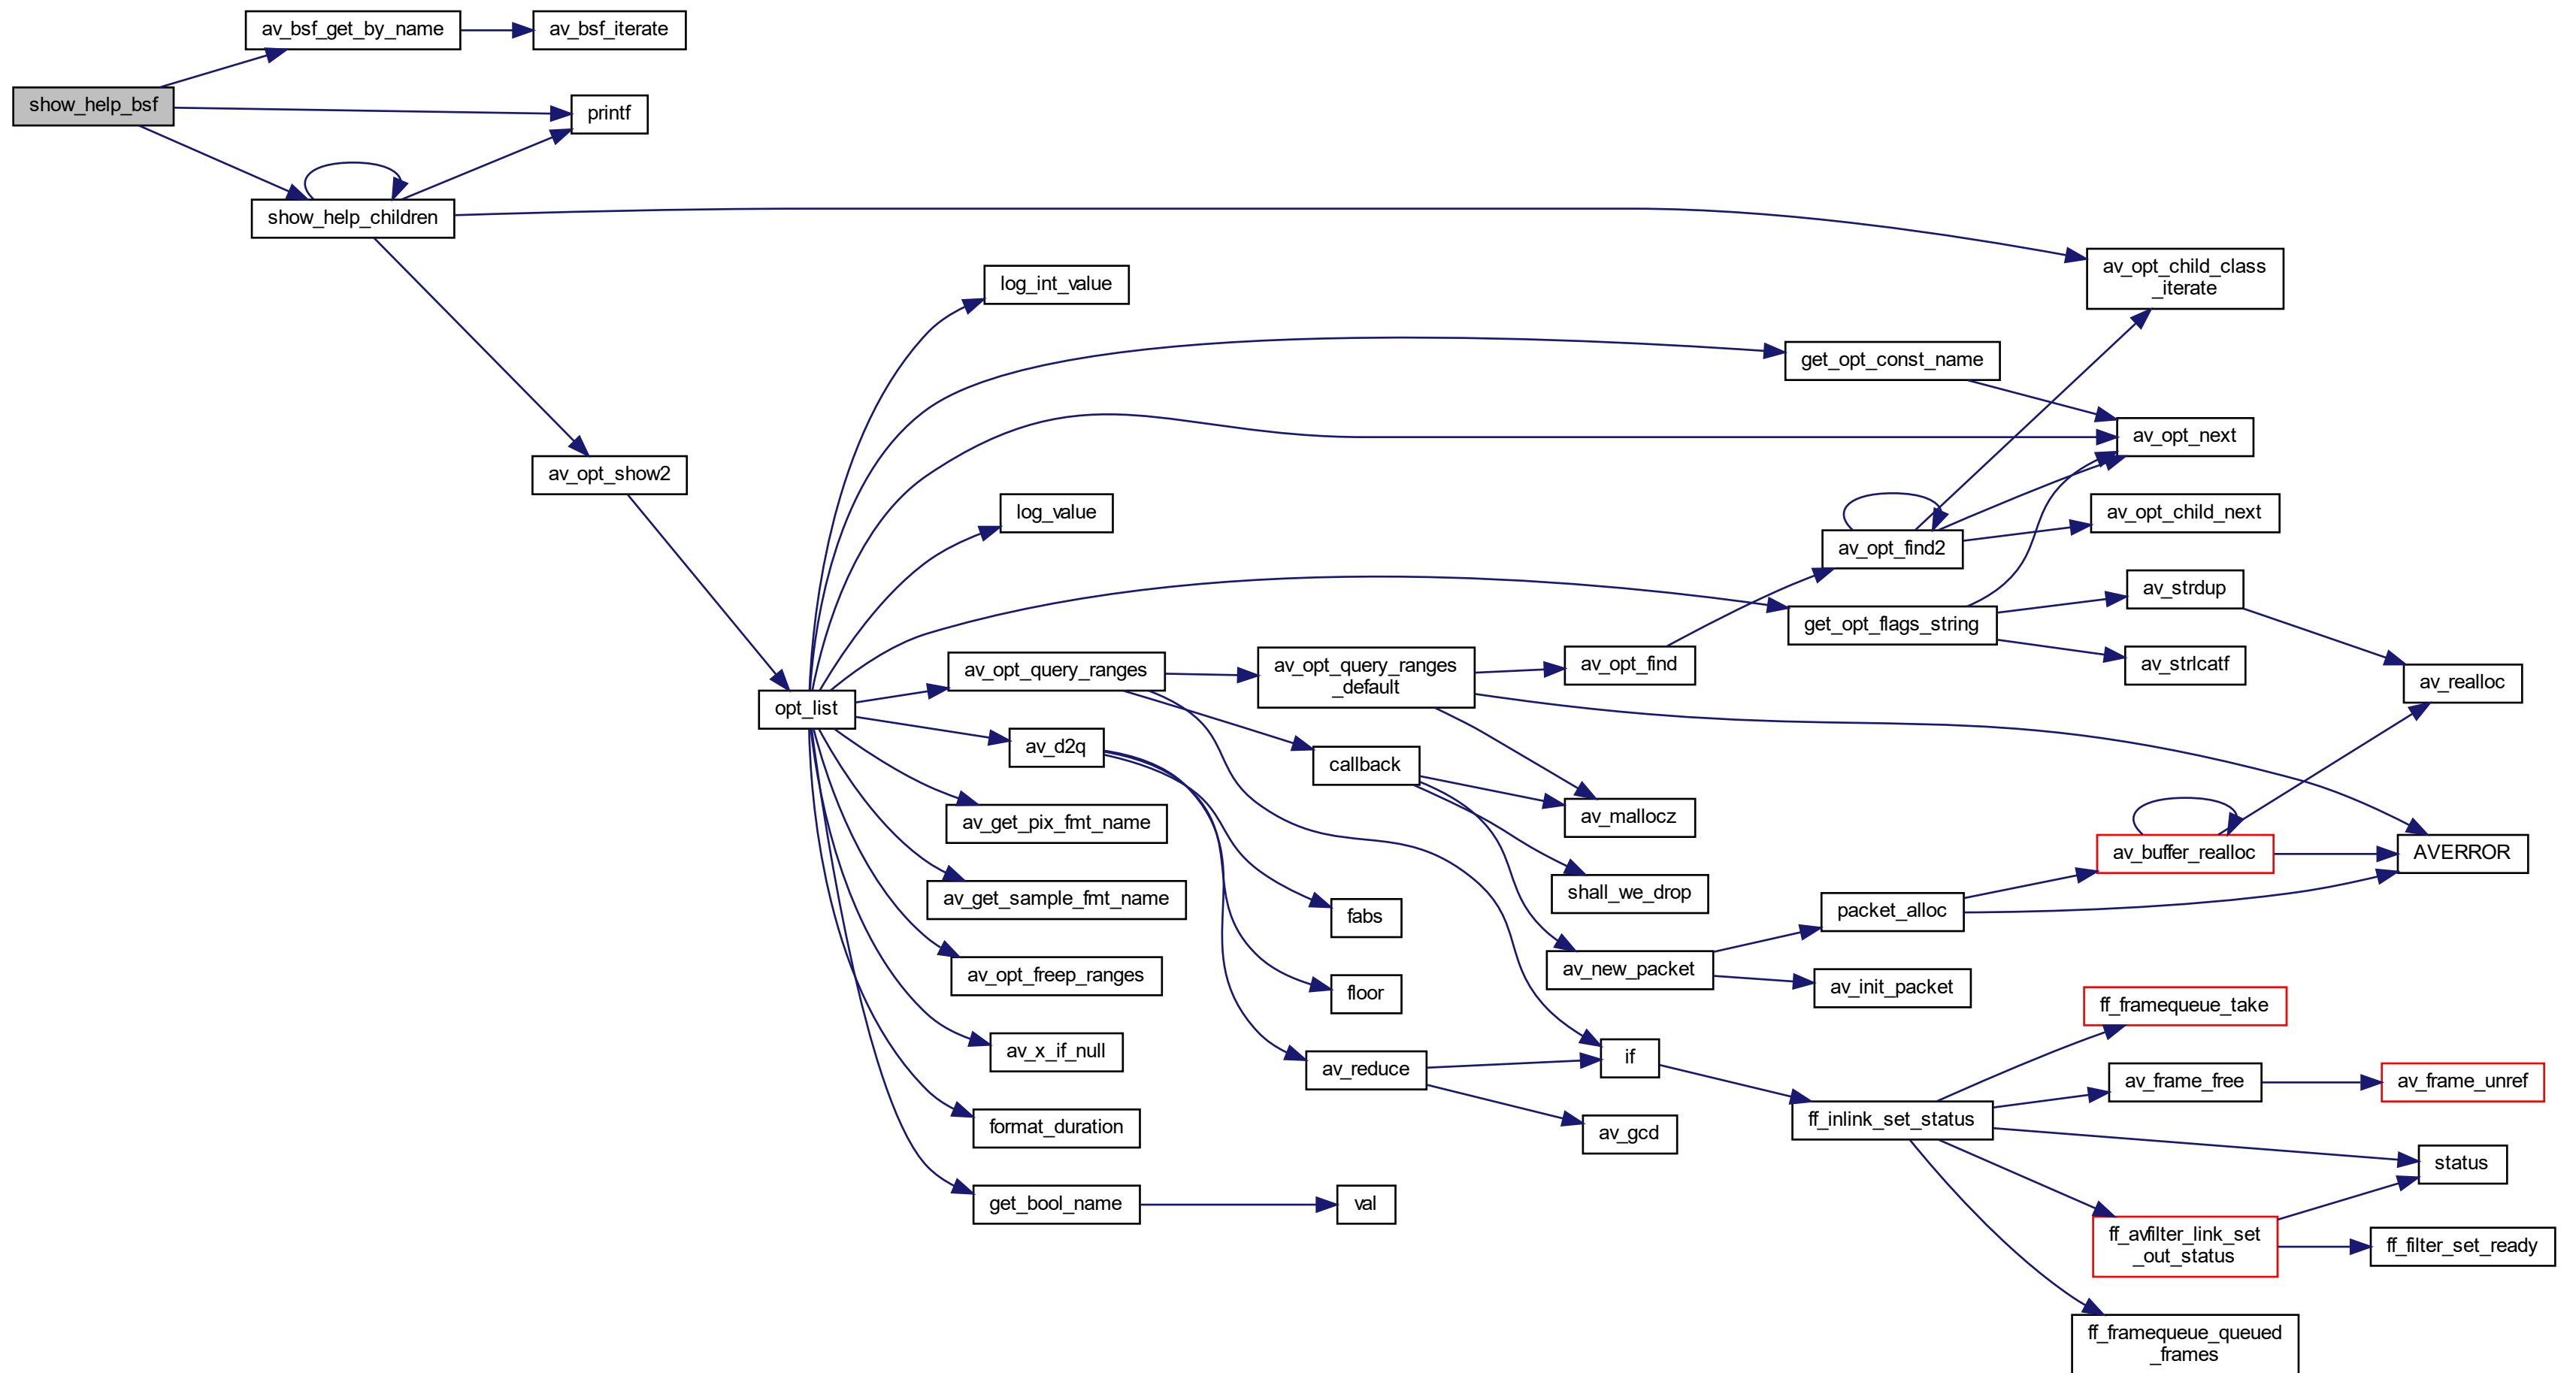 av_bsf_get_by_name
av_bsf_iterate
show_help_bsf
printf
show_help_children
av_opt_child_class
_iterate
log_int_value
get_opt_const_name
av_opt_next
av_opt_show2
log_value
av_opt_child_next
av_opt_find2
av_strdup
get_opt_flags_string
av_strlcatf
av_opt_query_ranges
av_opt_query_ranges
_default
av_opt_find
av_realloc
opt_list
av_d2q
callback
av_get_pix_fmt_name
av_mallocz
av_buffer_realloc
AVERROR
av_get_sample_fmt_name
shall_we_drop
packet_alloc
fabs
av_opt_freep_ranges
av_new_packet
av_init_packet
floor
ff_framequeue_take
av_x_if_null
av_reduce
if
av_frame_free
av_frame_unref
format_duration
av_gcd
ff_inlink_set_status
status
get_bool_name
val
ff_avfilter_link_set
_out_status
ff_filter_set_ready
ff_framequeue_queued
_frames